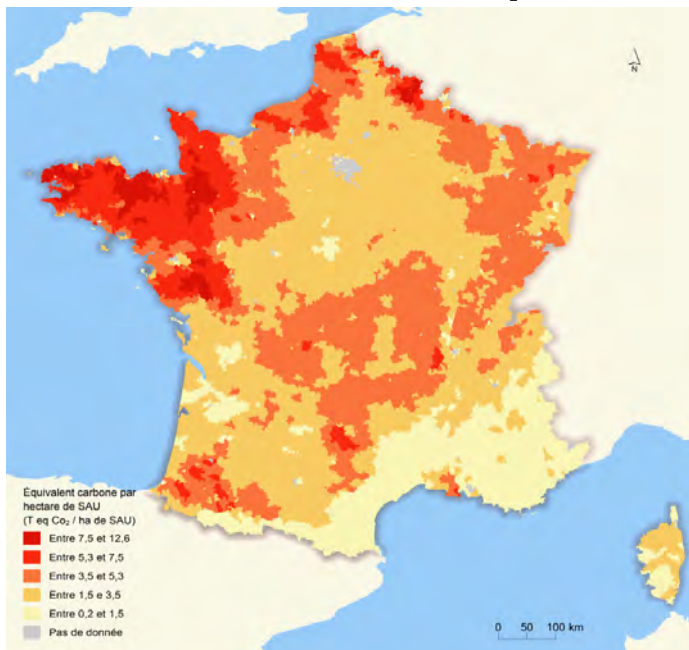 N
Équivalent carbone par
hectare de SAU
(T eq Co₂ / ha de SAU)
Entre 7,5 et 12,6
Entre 5,3 et 7,5
Entre 3,5 et 5,3
Entre 1,5 e 3,5
Entre 0,2 et 1,5
Pas de donnée
0 50 100 km